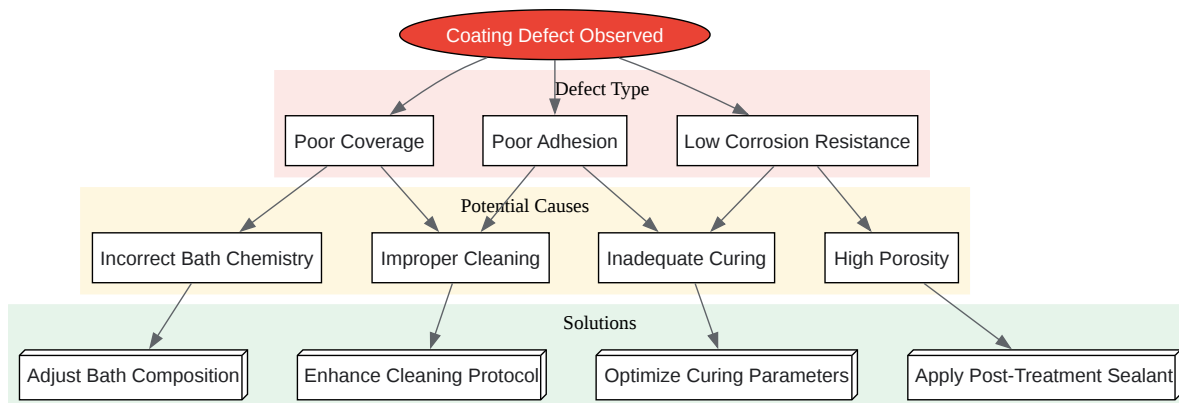 Coating Defect Observed
Defect Type
Poor Coverage
Poor Adhesion
Low Corrosion Resistance
Potential Causes
Incorrect Bath Chemistry
Improper Cleaning
Inadequate Curing
High Porosity
Solutions
Adjust Bath Composition
Enhance Cleaning Protocol
Optimize Curing Parameters
Apply Post-Treatment Sealant